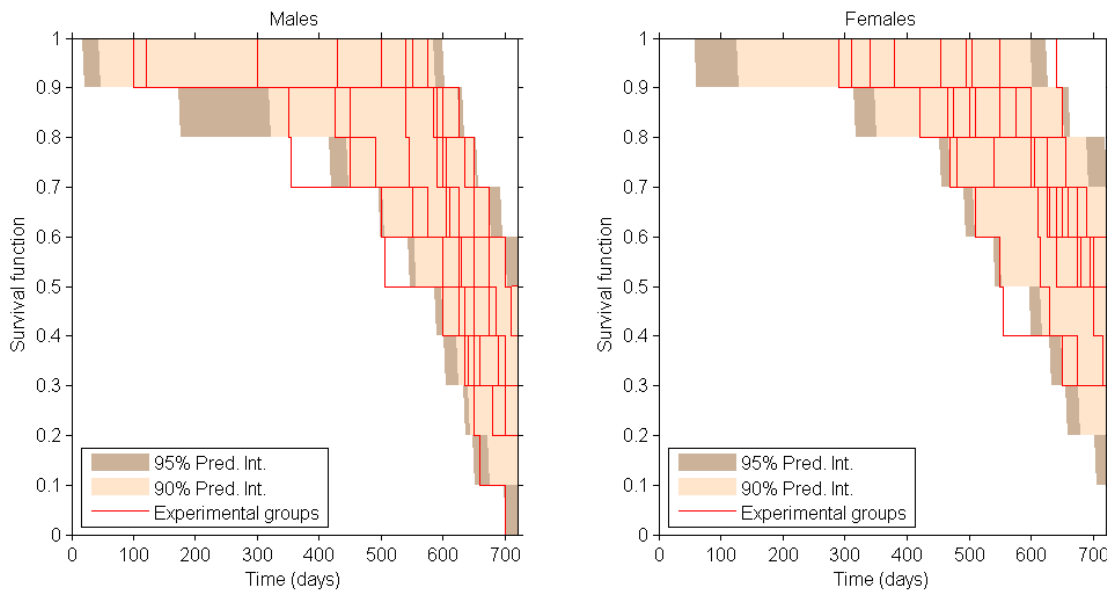 Males
Survival function
1
0.9
0.8
0.7
0.6
0.5
0.4
0.3
0.2
0.1
0
95% Pred. Int.
90% Pred. Int.
Experimental groups
0 100 200 300 400 500 600 700
Time (days)
Females
Survival function
1
0.9
0.8
0.7
0.6
0.5
0.4
0.3
0.2
0.1
0
95% Pred. Int.
90% Pred. Int.
Experimental groups
0 100 200 300 400 500 600 700
Time (days)